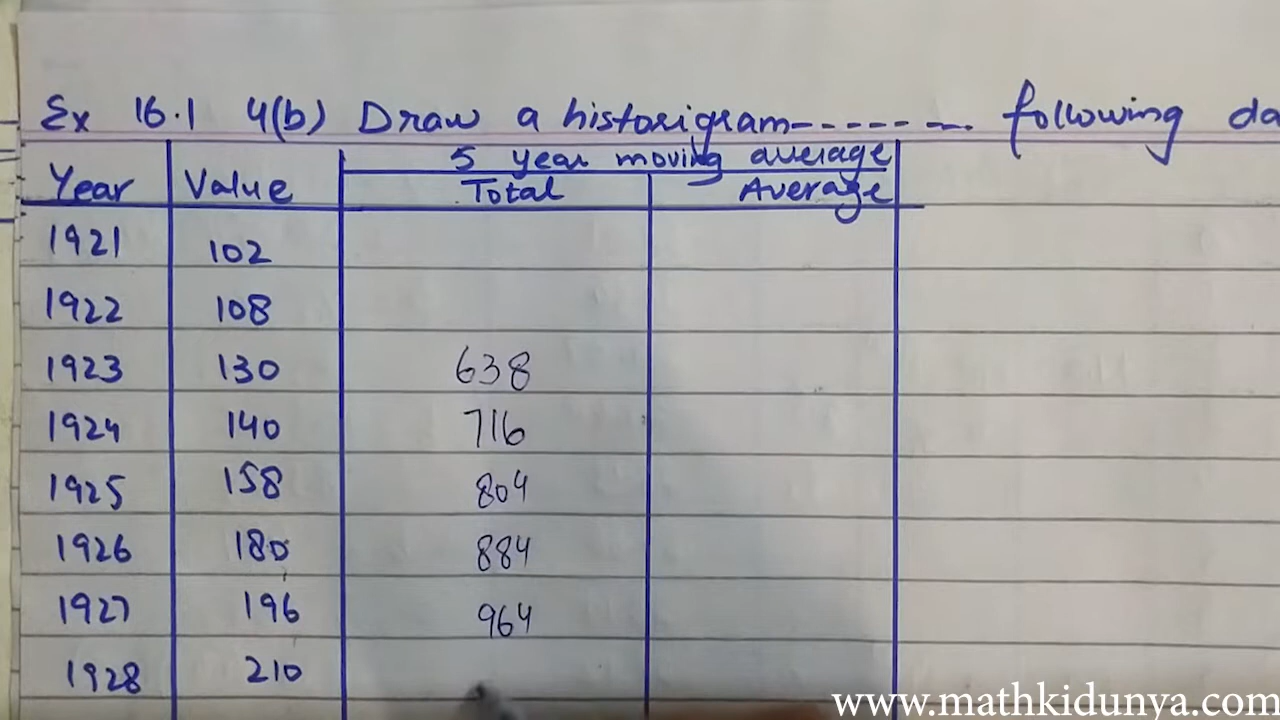 Ex 16.1 4(b) Draw a historigram------- following da
5 year moving average
Year Value Total Average
1921 102
1922 108
1923 130 638
1924 140 716
1925 158 804
1926 180 884
1927 196 964
1928 210
www.mathkidunya.com